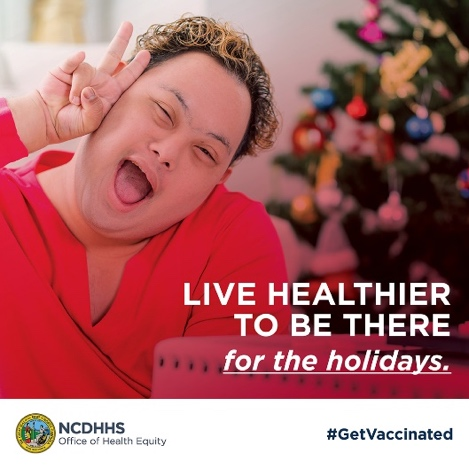 LIVE HEALTHIER
TO BE THERE
for the holidays.
NCDHHS
Office of Health Equity
#GetVaccinated